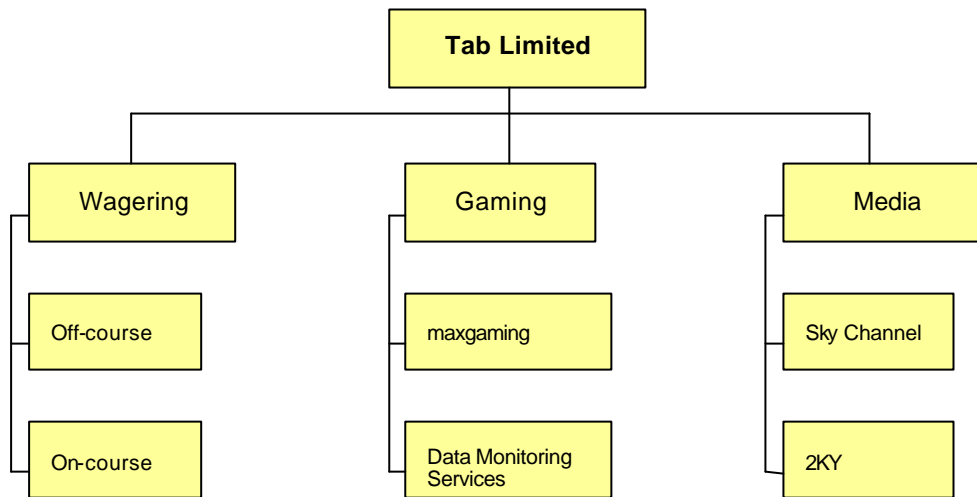 Tab Limited
Wagering
Gaming
Media
Off-course
maxgaming
Sky Channel
On-course
Data Monitoring
Services
2KY